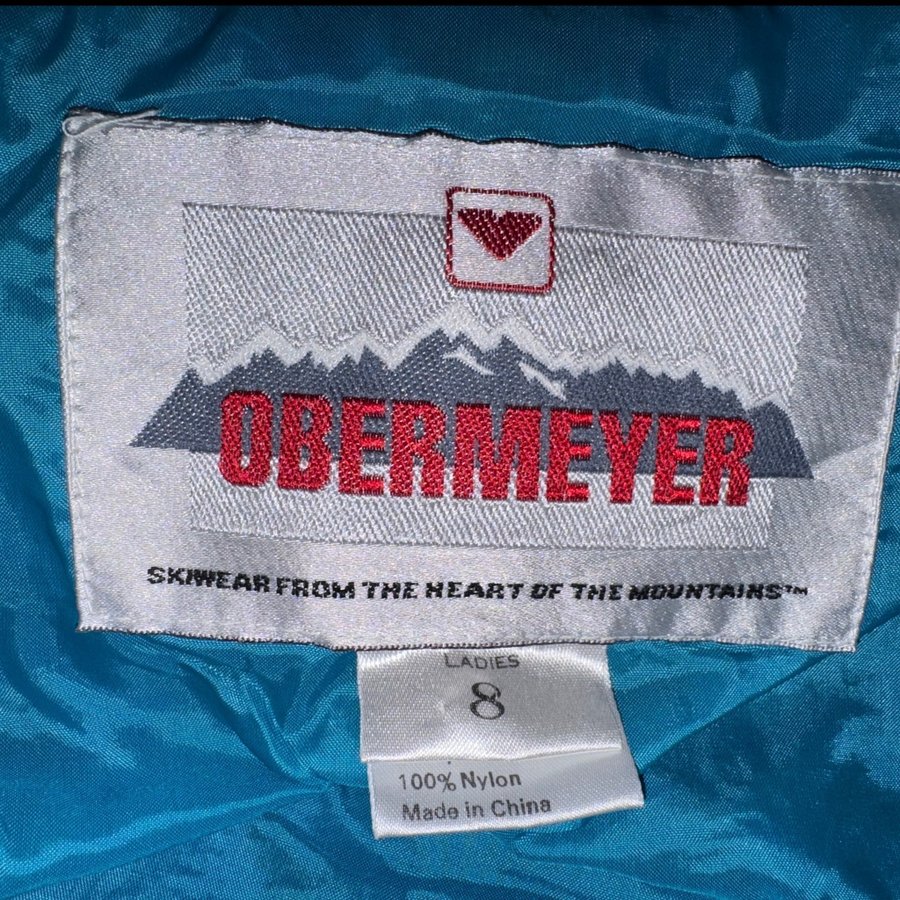 OBERMEYER
SKIWEAR FROM THE HEART OF THE MOUNTAINS™
LADIES
8
100% Nylon
Made in China